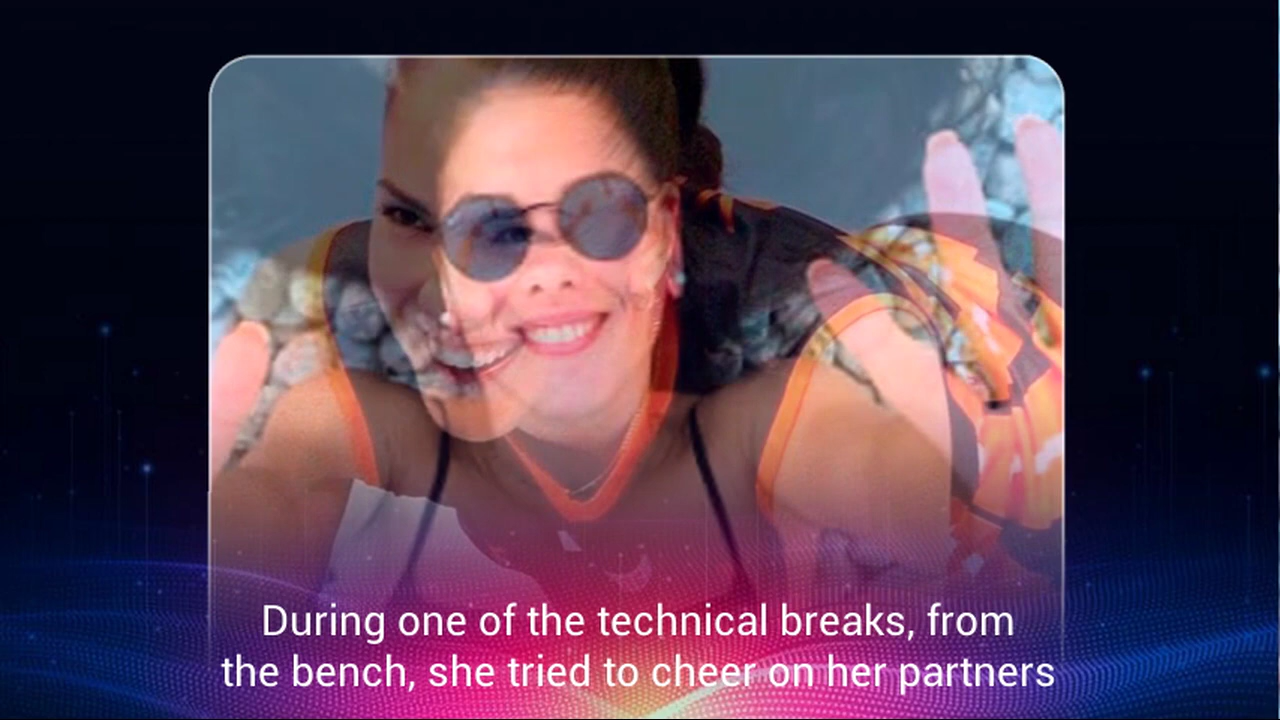 During one of the technical breaks, from
the bench, she tried to cheer on her partners